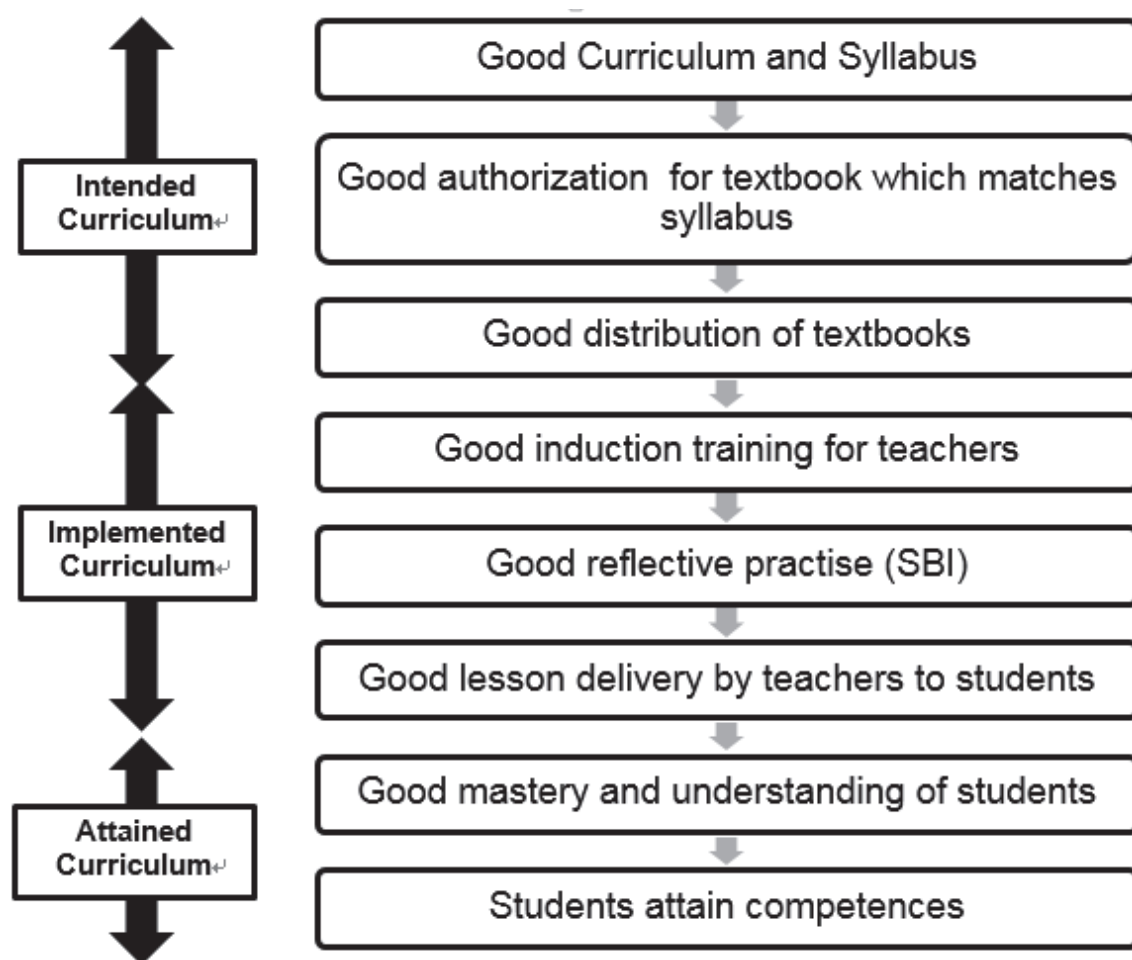 Good Curriculum and Syllabus
Intended
Curriculum↵
Good authorization for textbook which matches
syllabus
Good distribution of textbooks
Good induction training for teachers
Implemented
Curriculum↵
Good reflective practise (SBI)
Good lesson delivery by teachers to students
Good mastery and understanding of students
Attained
Curriculum↵
Students attain competences